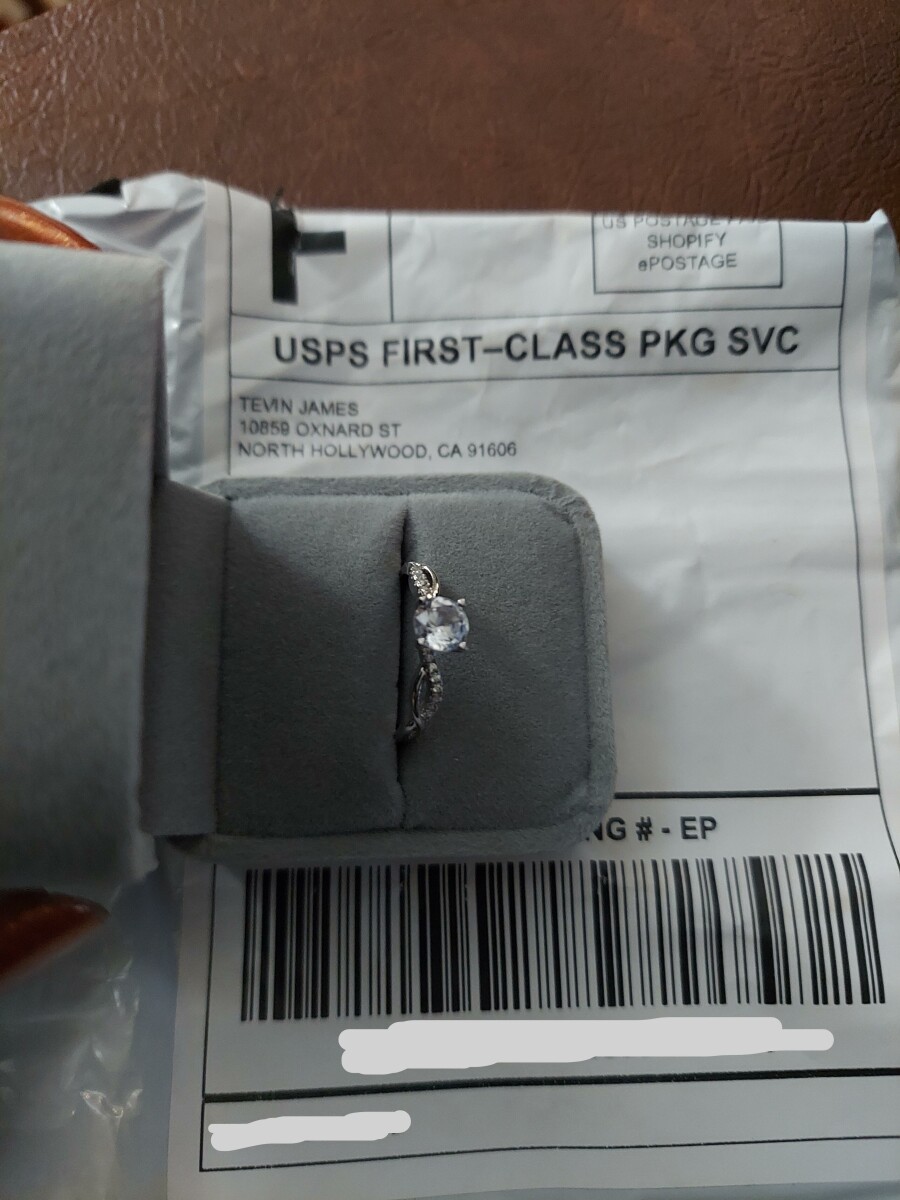 US POSTAGE PAID
SHOPIFY
ePOSTAGE
USPS FIRST-CLASS PKG SVC
TEVIN JAMES
10859 OXNARD ST
NORTH HOLLYWOOD, CA 91606
NG # - EP